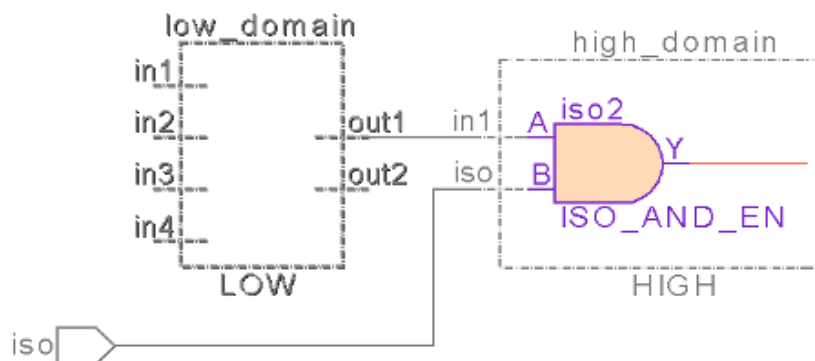 low_domain
high_domain
in1
in2
in3
in4
out1
out2
LOW
in1
iso
A
B
iso2
Y
ISO_AND_EN
HIGH
iso